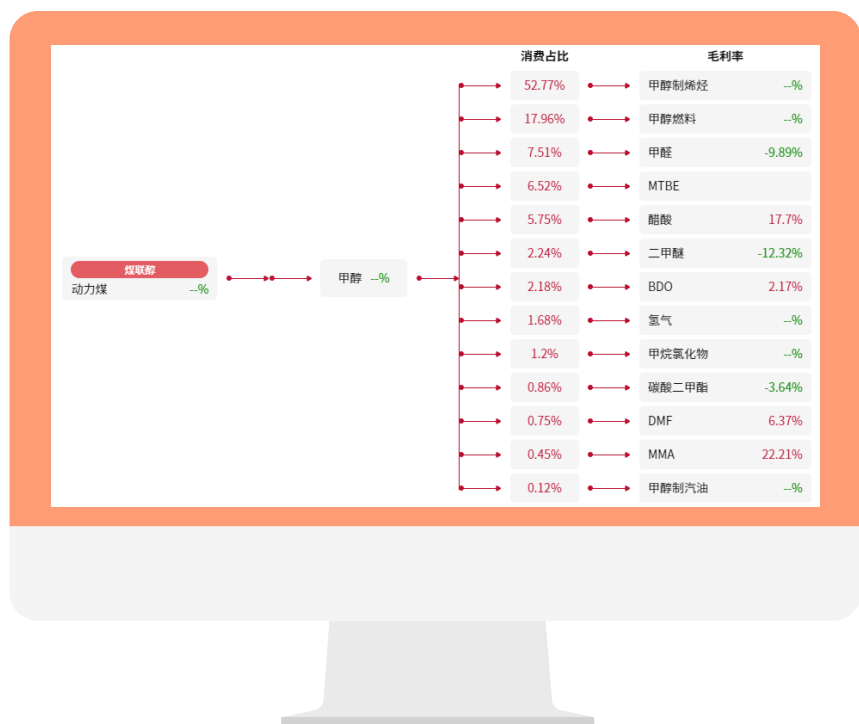 消费占比 毛利率
52.77% 甲醇制烯烃 --%
17.96% 甲醇燃料 --%
7.51% 甲醛 -9.89%
6.52% MTBE
5.75% 醋酸 17.7%
2.24% 二甲醚 -12.32%
煤联醇
动力煤 --%
甲醇 --%
2.18% BDO 2.17%
1.68% 氢气 --%
1.2% 甲烷氯化物 --%
0.86% 碳酸二甲酯 -3.64%
0.75% DMF 6.37%
0.45% MMA 22.21%
0.12% 甲醇制汽油 --%